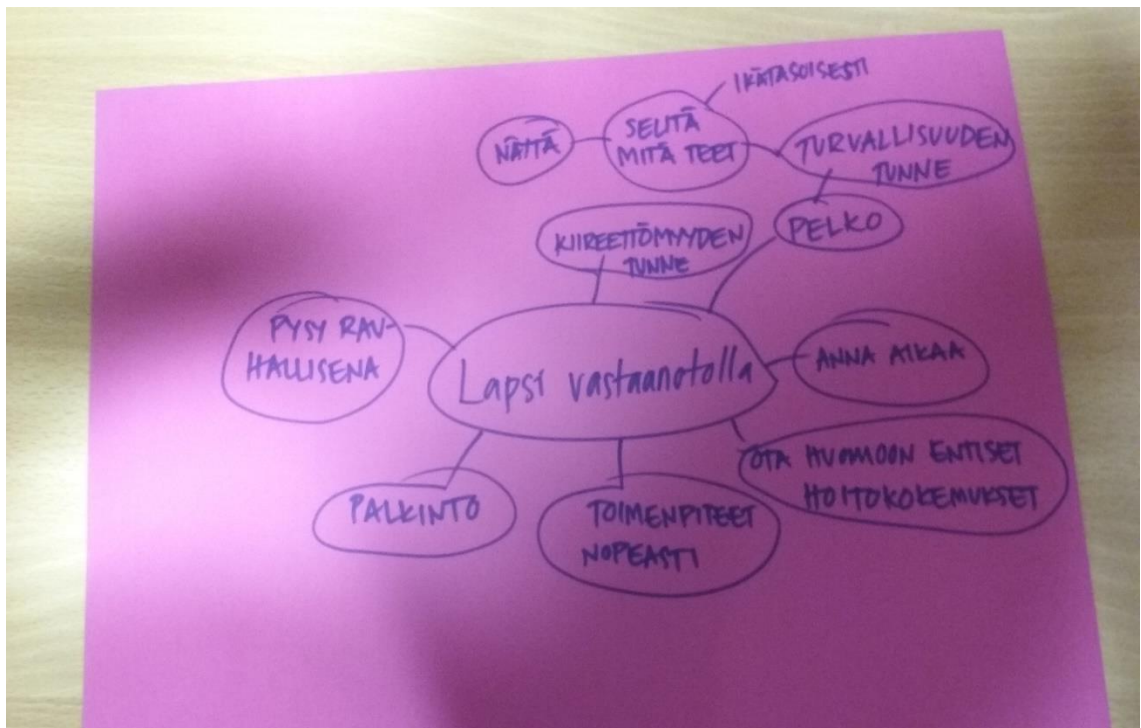 IKÄTASOISESTI
NÄYTÄ
SELITÄ
MITÄ TEET
TURVALLISUUDEN
TUNNE
PELKO
KIIREETTÖMYYDEN
TUNNE
PYSY RAU-
HALLISENA
Lapsi vastaanotolla
ANNA AIKAA
OTA HUOMOON ENTISET
HOITOKOKEMUKSET
PALKINTO
TOIMENPITEET
NOPEASTI